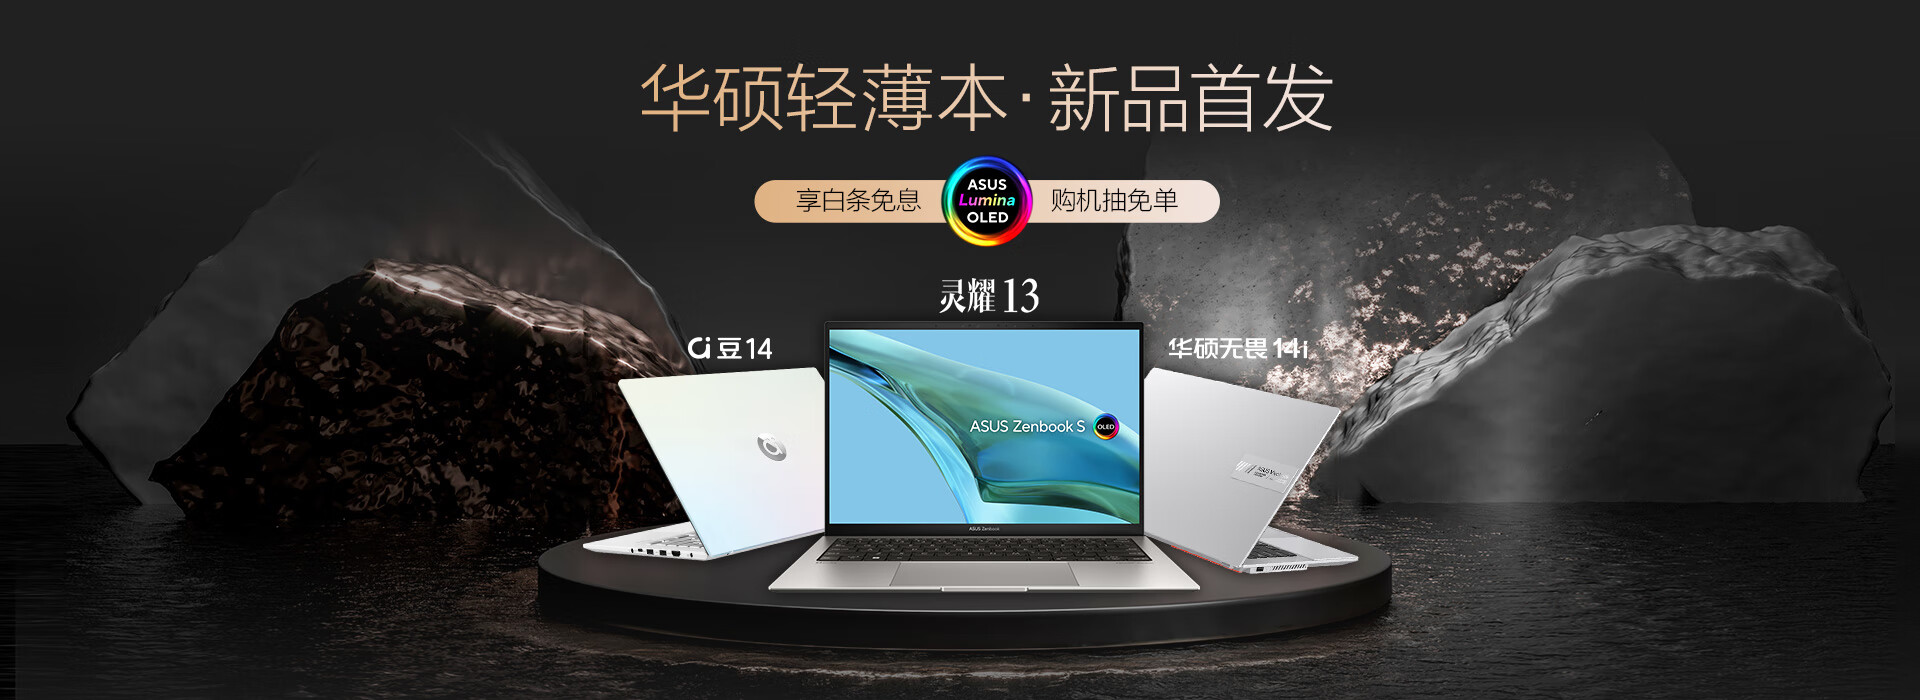 华硕轻薄本·新品首发
享白条免息
ASUS
Lumina
OLED
购机抽免单
灵耀13
豆14
华硕无畏14i
ASUS Zenbook S
OLED
ASUS Zenbook